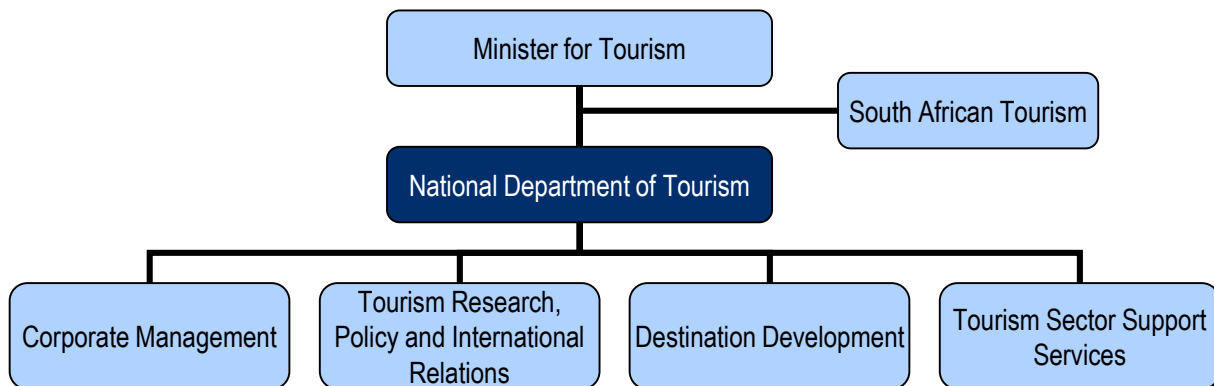 Minister for Tourism
South African Tourism
National Department of Tourism
Corporate Management
Tourism Research,
Policy and International
Relations
Destination Development
Tourism Sector Support
Services